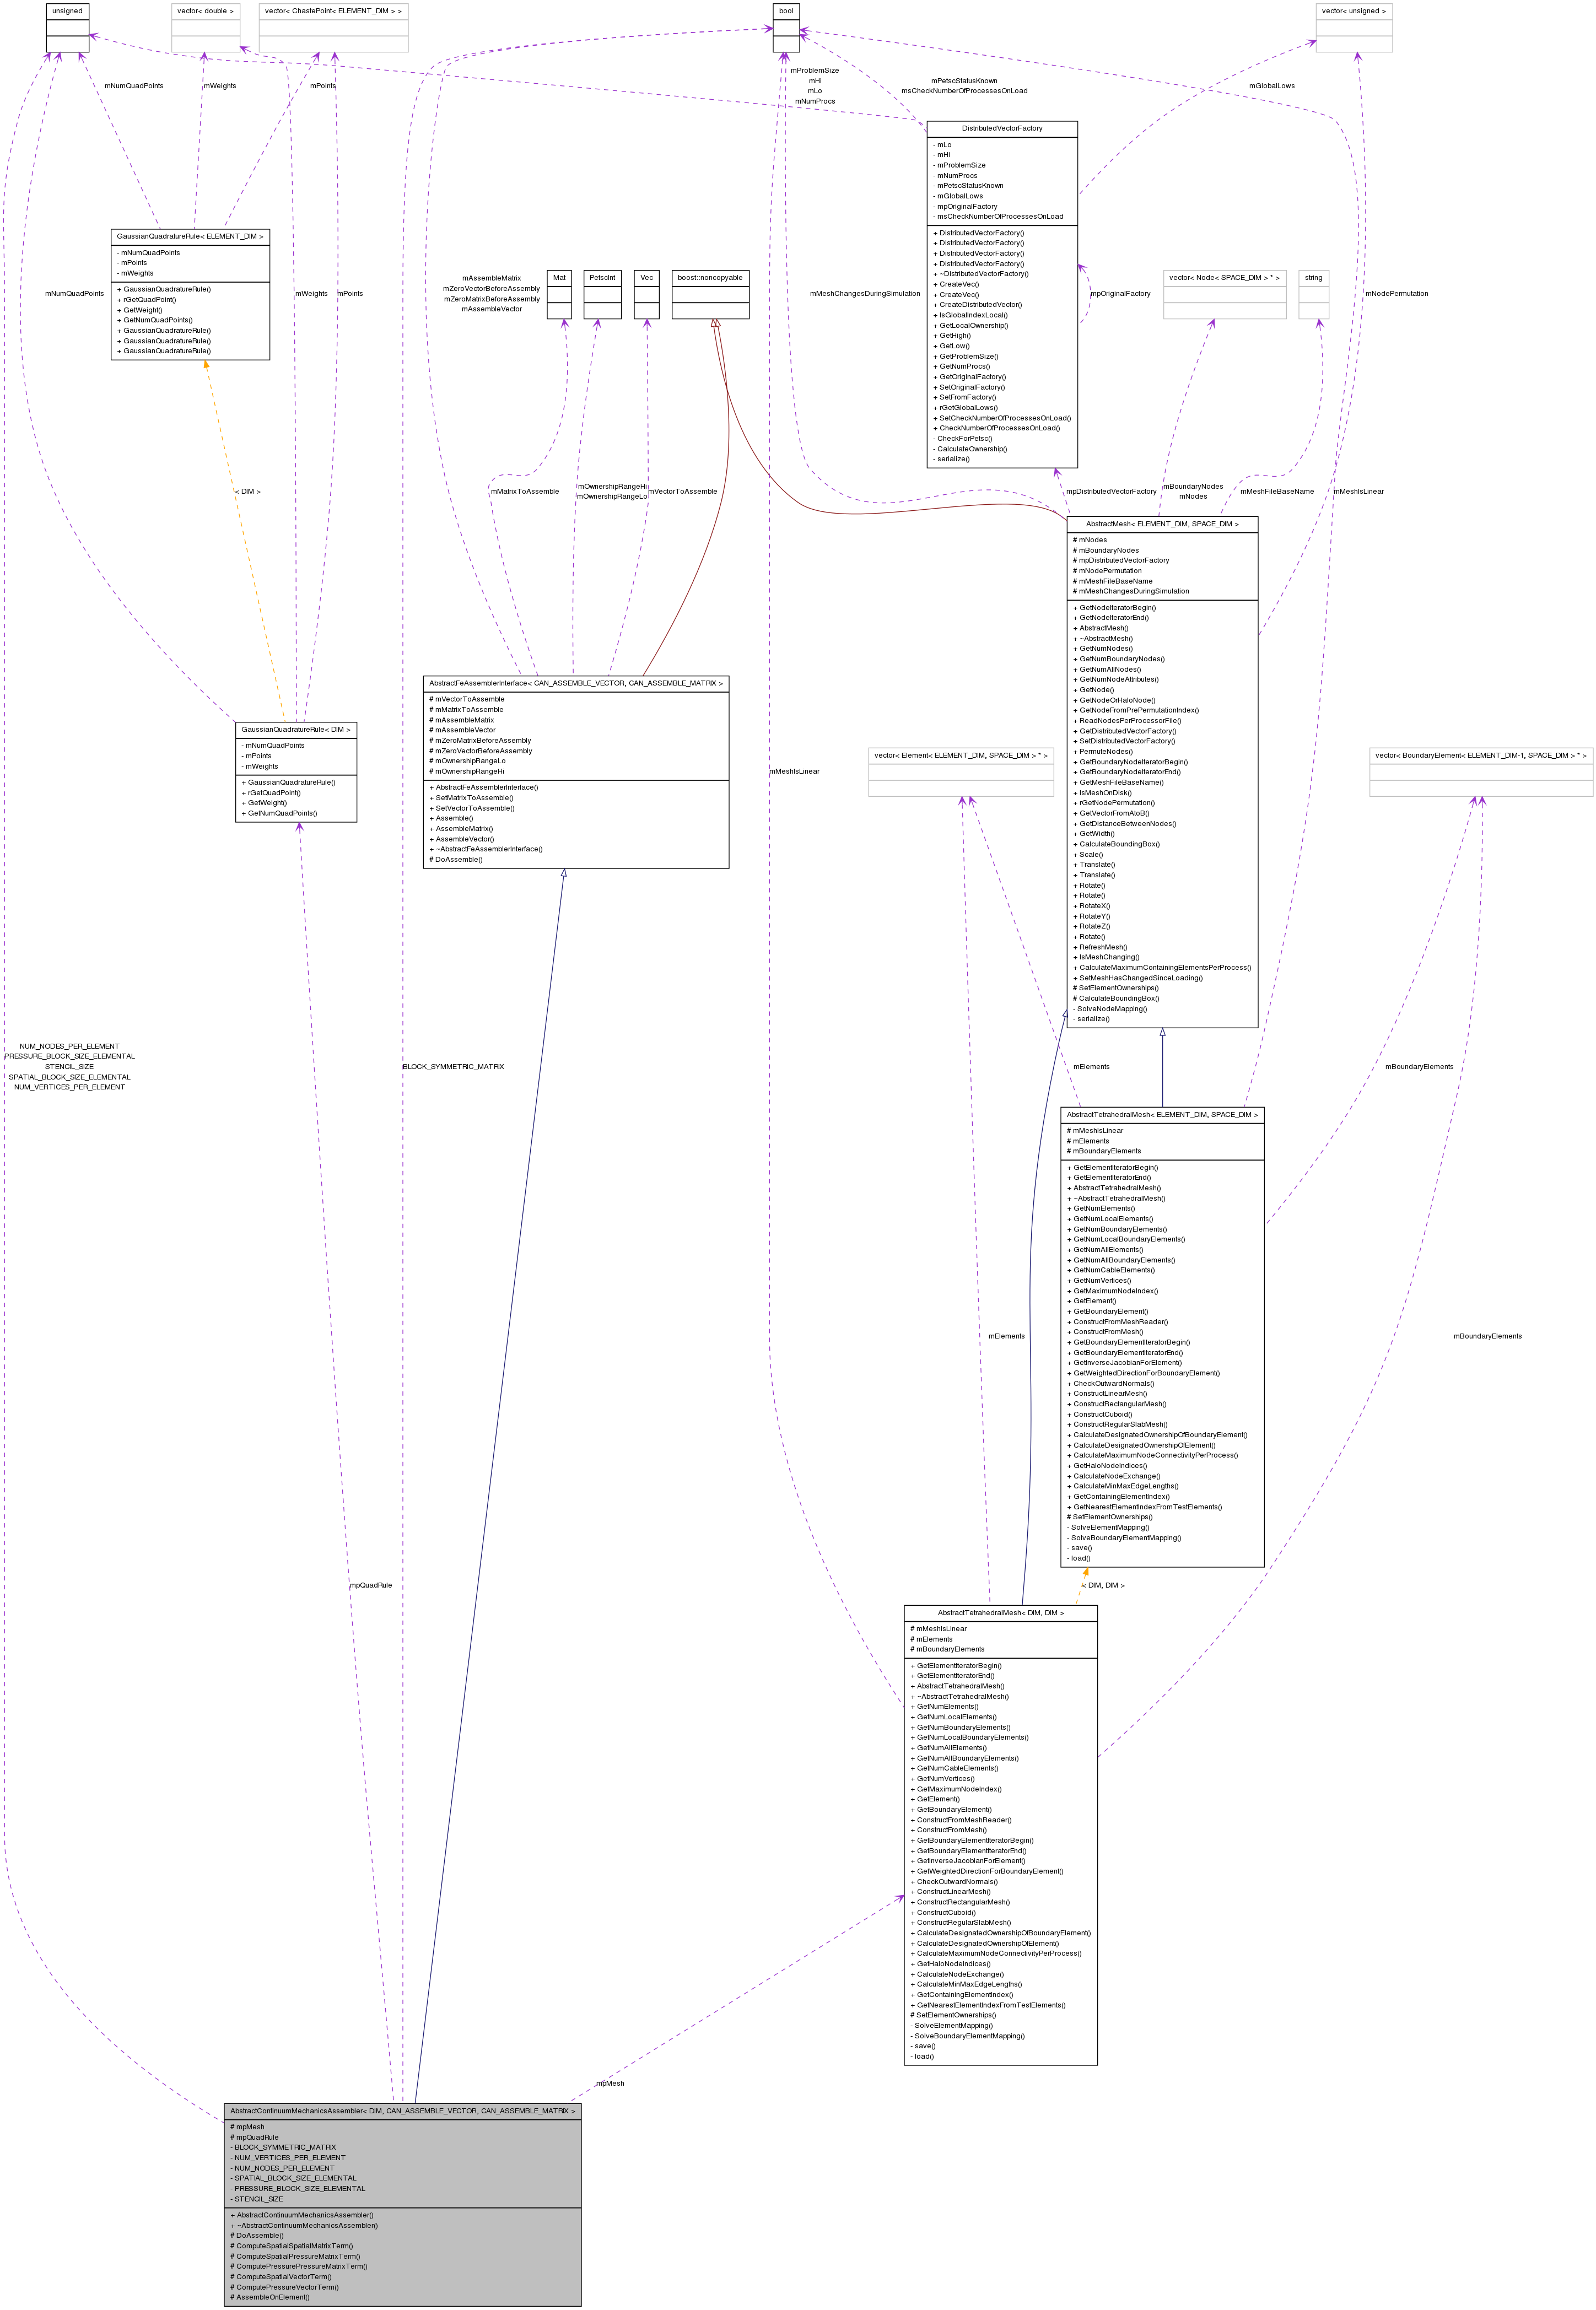 unsigned
vector< double >
vector< ChastePoint< ELEMENT_DIM > >
bool
vector< unsigned >
mNumQuadPoints
mWeights
mPoints
mProblemSize
mHi
mLo
mNumProcs
mPetscStatusKnown
msCheckNumberOfProcessesOnLoad
mGlobalLows
DistributedVectorFactory
- mLo
- mHi
- mProblemSize
- mNumProcs
- mPetscStatusKnown
- mGlobalLows
- mpOriginalFactory
- msCheckNumberOfProcessesOnLoad
+ DistributedVectorFactory()
+ DistributedVectorFactory()
+ DistributedVectorFactory()
+ DistributedVectorFactory()
+ ~DistributedVectorFactory()
+ CreateVec()
+ CreateVec()
+ CreateDistributedVector()
+ IsGlobalIndexLocal()
+ GetLocalOwnership()
+ GetHigh()
+ GetLow()
+ GetProblemSize()
+ GetNumProcs()
+ GetOriginalFactory()
+ SetOriginalFactory()
+ SetFromFactory()
+ rGetGlobalLows()
+ SetCheckNumberOfProcessesOnLoad()
+ CheckNumberOfProcessesOnLoad()
- CheckForPetsc()
- CalculateOwnership()
- serialize()
GaussianQuadratureRule< ELEMENT_DIM >
- mNumQuadPoints
- mPoints
- mWeights
+ GaussianQuadratureRule()
+ rGetQuadPoint()
+ GetWeight()
+ GetNumQuadPoints()
+ GaussianQuadratureRule()
+ GaussianQuadratureRule()
+ GaussianQuadratureRule()
mNumQuadPoints
mWeights
mPoints
mAssembleMatrix
mZeroVectorBeforeAssembly
mZeroMatrixBeforeAssembly
mAssembleVector
Mat
PetscInt
Vec
boost::noncopyable
mMeshChangesDuringSimulation
mpOriginalFactory
vector< Node< SPACE_DIM > * >
string
mNodePermutation
< DIM >
mMatrixToAssemble
mOwnershipRangeHi
mOwnershipRangeLo
mVectorToAssemble
mpDistributedVectorFactory
mBoundaryNodes
mNodes
mMeshFileBaseName
mMeshIsLinear
AbstractMesh< ELEMENT_DIM, SPACE_DIM >
# mNodes
# mBoundaryNodes
# mpDistributedVectorFactory
# mNodePermutation
# mMeshFileBaseName
# mMeshChangesDuringSimulation
+ GetNodeIteratorBegin()
+ GetNodeIteratorEnd()
+ AbstractMesh()
+ ~AbstractMesh()
+ GetNumNodes()
+ GetNumBoundaryNodes()
+ GetNumAllNodes()
+ GetNumNodeAttributes()
+ GetNode()
+ GetNodeOrHaloNode()
+ GetNodeFromPrePermutationIndex()
+ ReadNodesPerProcessorFile()
+ GetDistributedVectorFactory()
+ SetDistributedVectorFactory()
+ PermuteNodes()
+ GetBoundaryNodeIteratorBegin()
+ GetBoundaryNodeIteratorEnd()
+ GetMeshFileBaseName()
+ IsMeshOnDisk()
+ rGetNodePermutation()
+ GetVectorFromAtoB()
+ GetDistanceBetweenNodes()
+ GetWidth()
+ CalculateBoundingBox()
+ Scale()
+ Translate()
+ Translate()
+ Rotate()
+ Rotate()
+ RotateX()
+ RotateY()
+ RotateZ()
+ Rotate()
+ RefreshMesh()
+ IsMeshChanging()
+ CalculateMaximumContainingElementsPerProcess()
+ SetMeshHasChangedSinceLoading()
# SetElementOwnerships()
# CalculateBoundingBox()
- SolveNodeMapping()
- serialize()
GaussianQuadratureRule< DIM >
- mNumQuadPoints
- mPoints
- mWeights
+ GaussianQuadratureRule()
+ rGetQuadPoint()
+ GetWeight()
+ GetNumQuadPoints()
AbstractFeAssemblerInterface< CAN_ASSEMBLE_VECTOR, CAN_ASSEMBLE_MATRIX >
# mVectorToAssemble
# mMatrixToAssemble
# mAssembleMatrix
# mAssembleVector
# mZeroMatrixBeforeAssembly
# mZeroVectorBeforeAssembly
# mOwnershipRangeLo
# mOwnershipRangeHi
+ AbstractFeAssemblerInterface()
+ SetMatrixToAssemble()
+ SetVectorToAssemble()
+ Assemble()
+ AssembleMatrix()
+ AssembleVector()
+ ~AbstractFeAssemblerInterface()
# DoAssemble()
mMeshIsLinear
vector< Element< ELEMENT_DIM, SPACE_DIM > * >
vector< BoundaryElement< ELEMENT_DIM-1, SPACE_DIM > * >
NUM_NODES_PER_ELEMENT
PRESSURE_BLOCK_SIZE_ELEMENTAL
STENCIL_SIZE
SPATIAL_BLOCK_SIZE_ELEMENTAL
NUM_VERTICES_PER_ELEMENT
BLOCK_SYMMETRIC_MATRIX
mElements
mBoundaryElements
AbstractTetrahedralMesh< ELEMENT_DIM, SPACE_DIM >
# mMeshIsLinear
# mElements
# mBoundaryElements
+ GetElementIteratorBegin()
+ GetElementIteratorEnd()
+ AbstractTetrahedralMesh()
+ ~AbstractTetrahedralMesh()
+ GetNumElements()
+ GetNumLocalElements()
+ GetNumBoundaryElements()
+ GetNumLocalBoundaryElements()
+ GetNumAllElements()
+ GetNumAllBoundaryElements()
+ GetNumCableElements()
+ GetNumVertices()
+ GetMaximumNodeIndex()
+ GetElement()
+ GetBoundaryElement()
+ ConstructFromMeshReader()
+ ConstructFromMesh()
+ GetBoundaryElementIteratorBegin()
+ GetBoundaryElementIteratorEnd()
+ GetInverseJacobianForElement()
+ GetWeightedDirectionForBoundaryElement()
+ CheckOutwardNormals()
+ ConstructLinearMesh()
+ ConstructRectangularMesh()
+ ConstructCuboid()
+ ConstructRegularSlabMesh()
+ CalculateDesignatedOwnershipOfBoundaryElement()
+ CalculateDesignatedOwnershipOfElement()
+ CalculateMaximumNodeConnectivityPerProcess()
+ GetHaloNodeIndices()
+ CalculateNodeExchange()
+ CalculateMinMaxEdgeLengths()
+ GetContainingElementIndex()
+ GetNearestElementIndexFromTestElements()
# SetElementOwnerships()
- SolveElementMapping()
- SolveBoundaryElementMapping()
- save()
- load()
mElements
mBoundaryElements
mpQuadRule
< DIM, DIM >
AbstractTetrahedralMesh< DIM, DIM >
# mMeshIsLinear
# mElements
# mBoundaryElements
+ GetElementIteratorBegin()
+ GetElementIteratorEnd()
+ AbstractTetrahedralMesh()
+ ~AbstractTetrahedralMesh()
+ GetNumElements()
+ GetNumLocalElements()
+ GetNumBoundaryElements()
+ GetNumLocalBoundaryElements()
+ GetNumAllElements()
+ GetNumAllBoundaryElements()
+ GetNumCableElements()
+ GetNumVertices()
+ GetMaximumNodeIndex()
+ GetElement()
+ GetBoundaryElement()
+ ConstructFromMeshReader()
+ ConstructFromMesh()
+ GetBoundaryElementIteratorBegin()
+ GetBoundaryElementIteratorEnd()
+ GetInverseJacobianForElement()
+ GetWeightedDirectionForBoundaryElement()
+ CheckOutwardNormals()
+ ConstructLinearMesh()
+ ConstructRectangularMesh()
+ ConstructCuboid()
+ ConstructRegularSlabMesh()
+ CalculateDesignatedOwnershipOfBoundaryElement()
+ CalculateDesignatedOwnershipOfElement()
+ CalculateMaximumNodeConnectivityPerProcess()
+ GetHaloNodeIndices()
+ CalculateNodeExchange()
+ CalculateMinMaxEdgeLengths()
+ GetContainingElementIndex()
+ GetNearestElementIndexFromTestElements()
# SetElementOwnerships()
- SolveElementMapping()
- SolveBoundaryElementMapping()
- save()
- load()
mpMesh
AbstractContinuumMechanicsAssembler< DIM, CAN_ASSEMBLE_VECTOR, CAN_ASSEMBLE_MATRIX >
# mpMesh
# mpQuadRule
- BLOCK_SYMMETRIC_MATRIX
- NUM_VERTICES_PER_ELEMENT
- NUM_NODES_PER_ELEMENT
- SPATIAL_BLOCK_SIZE_ELEMENTAL
- PRESSURE_BLOCK_SIZE_ELEMENTAL
- STENCIL_SIZE
+ AbstractContinuumMechanicsAssembler()
+ ~AbstractContinuumMechanicsAssembler()
# DoAssemble()
# ComputeSpatialSpatialMatrixTerm()
# ComputeSpatialPressureMatrixTerm()
# ComputePressurePressureMatrixTerm()
# ComputeSpatialVectorTerm()
# ComputePressureVectorTerm()
# AssembleOnElement()